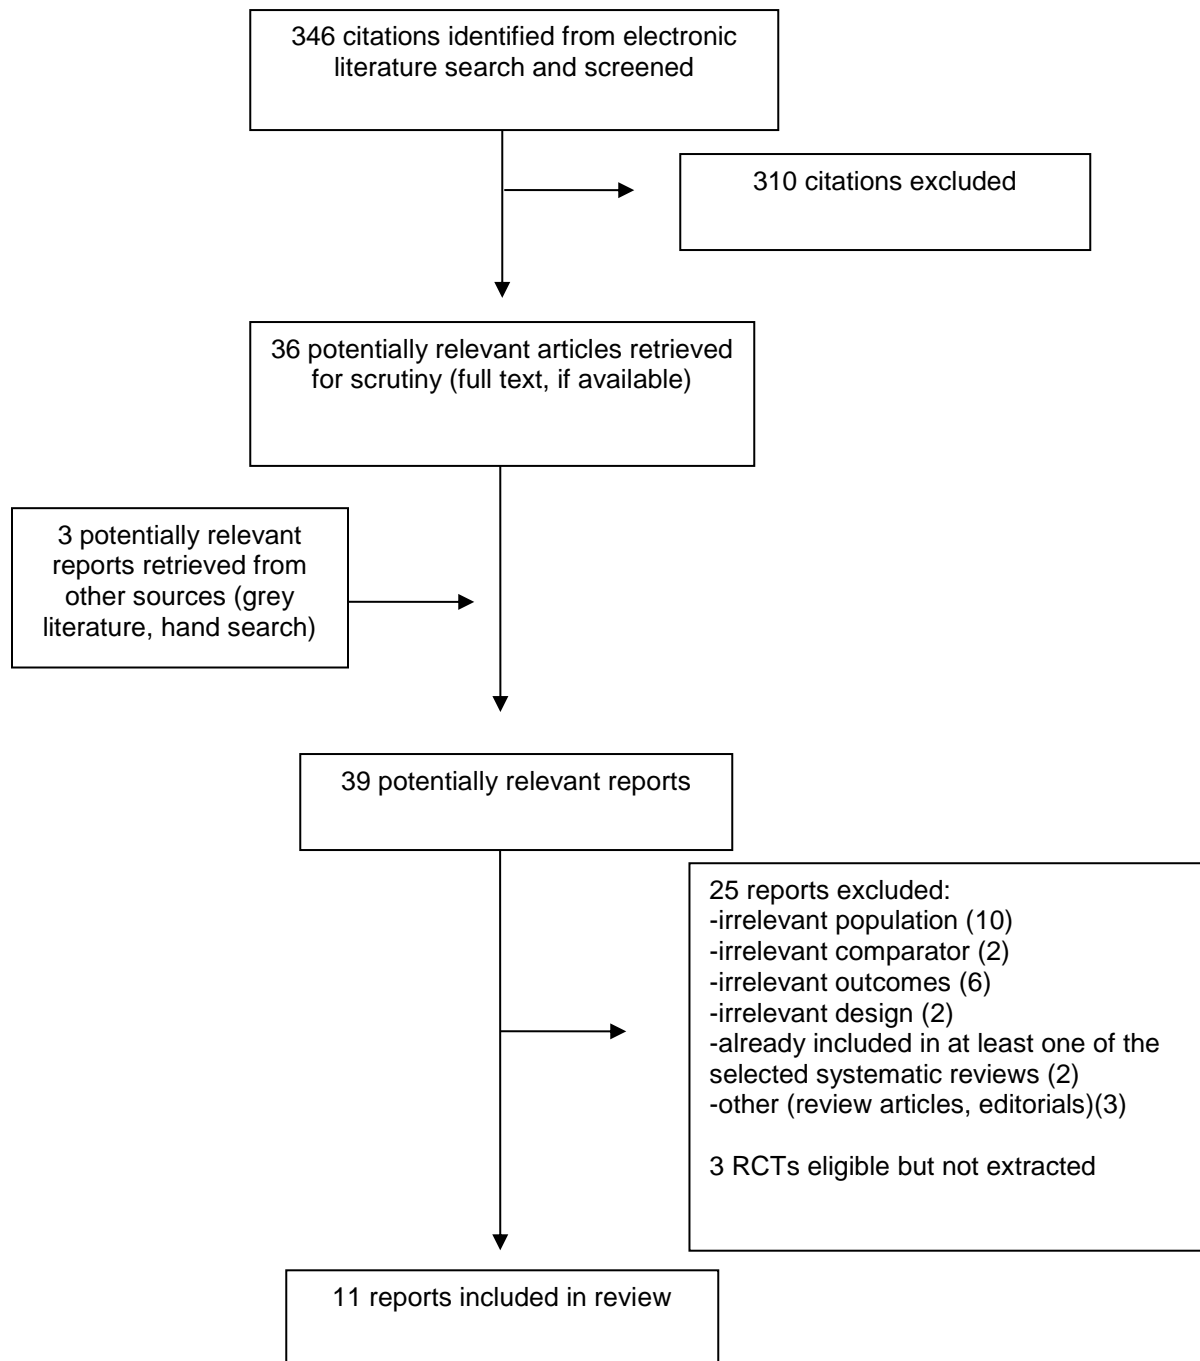 346 citations identified from electronic
literature search and screened
310 citations excluded
36 potentially relevant articles retrieved
for scrutiny (full text, if available)
3 potentially relevant
reports retrieved from
other sources (grey
literature, hand search)
39 potentially relevant reports
25 reports excluded:
-irrelevant population (10)
-irrelevant comparator (2)
-irrelevant outcomes (6)
-irrelevant design (2)
-already included in at least one of the
selected systematic reviews (2)
-other (review articles, editorials)(3)
3 RCTs eligible but not extracted
11 reports included in review